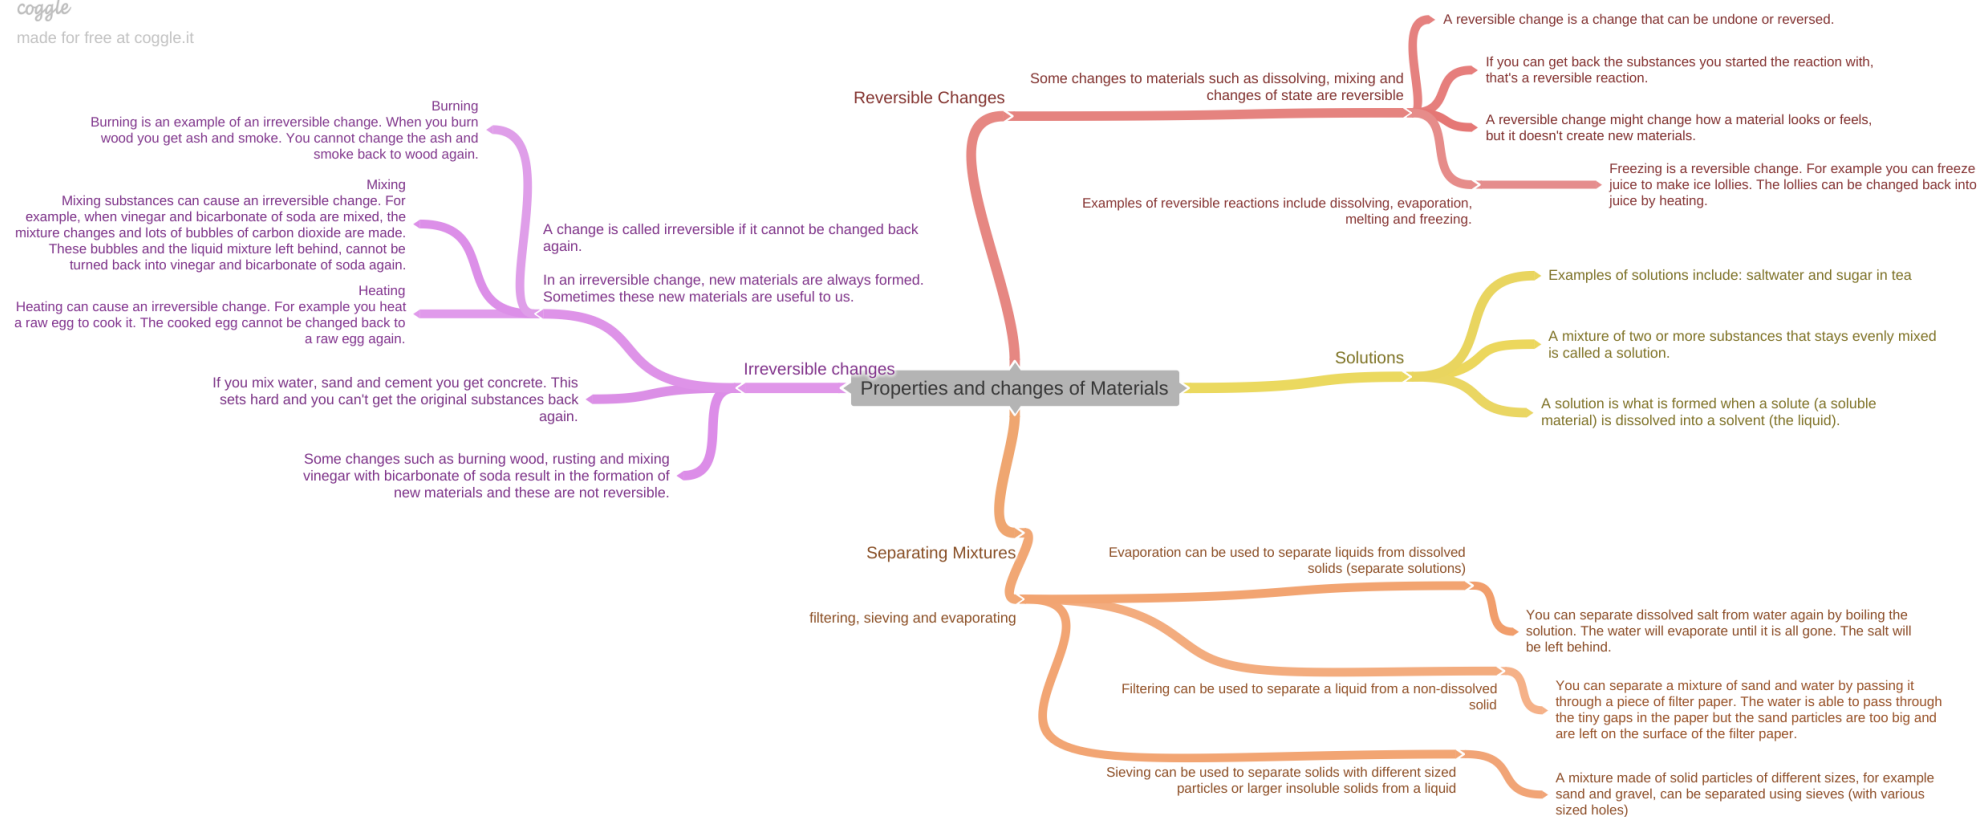 coggle
made for free at coggle.it
Properties and changes of Materials
Reversible Changes
Some changes to materials such as dissolving, mixing and
changes of state are reversible
A reversible change is a change that can be undone or reversed.
If you can get back the substances you started the reaction with,
that's a reversible reaction.
A reversible change might change how a material looks or feels,
but it doesn't create new materials.
Examples of reversible reactions include dissolving, evaporation,
melting and freezing.
Freezing is a reversible change. For example you can freeze
juice to make ice lollies. The lollies can be changed back into
juice by heating.
Solutions
Examples of solutions include: saltwater and sugar in tea
A mixture of two or more substances that stays evenly mixed
is called a solution.
A solution is what is formed when a solute (a soluble
material) is dissolved into a solvent (the liquid).
Separating Mixtures
filtering, sieving and evaporating
Evaporation can be used to separate liquids from dissolved
solids (separate solutions)
You can separate dissolved salt from water again by boiling the
solution. The water will evaporate until it is all gone. The salt will
be left behind.
Filtering can be used to separate a liquid from a non-dissolved
solid
You can separate a mixture of sand and water by passing it
through a piece of filter paper. The water is able to pass through
the tiny gaps in the paper but the sand particles are too big and
are left on the surface of the filter paper.
Sieving can be used to separate solids with different sized
particles or larger insoluble solids from a liquid
A mixture made of solid particles of different sizes, for example
sand and gravel, can be separated using sieves (with various
sized holes)
Irreversible changes
A change is called irreversible if it cannot be changed back
again.
In an irreversible change, new materials are always formed.
Sometimes these new materials are useful to us.
Burning
Burning is an example of an irreversible change. When you burn
wood you get ash and smoke. You cannot change the ash and
smoke back to wood again.
Mixing
Mixing substances can cause an irreversible change. For
example, when vinegar and bicarbonate of soda are mixed, the
mixture changes and lots of bubbles of carbon dioxide are made.
These bubbles and the liquid mixture left behind, cannot be
turned back into vinegar and bicarbonate of soda again.
Heating
Heating can cause an irreversible change. For example you heat
a raw egg to cook it. The cooked egg cannot be changed back to
a raw egg again.
If you mix water, sand and cement you get concrete. This
sets hard and you can't get the original substances back
again.
Some changes such as burning wood, rusting and mixing
vinegar with bicarbonate of soda result in the formation of
new materials and these are not reversible.